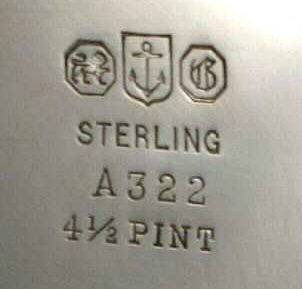 G
STERLING
A322
4½ PINT